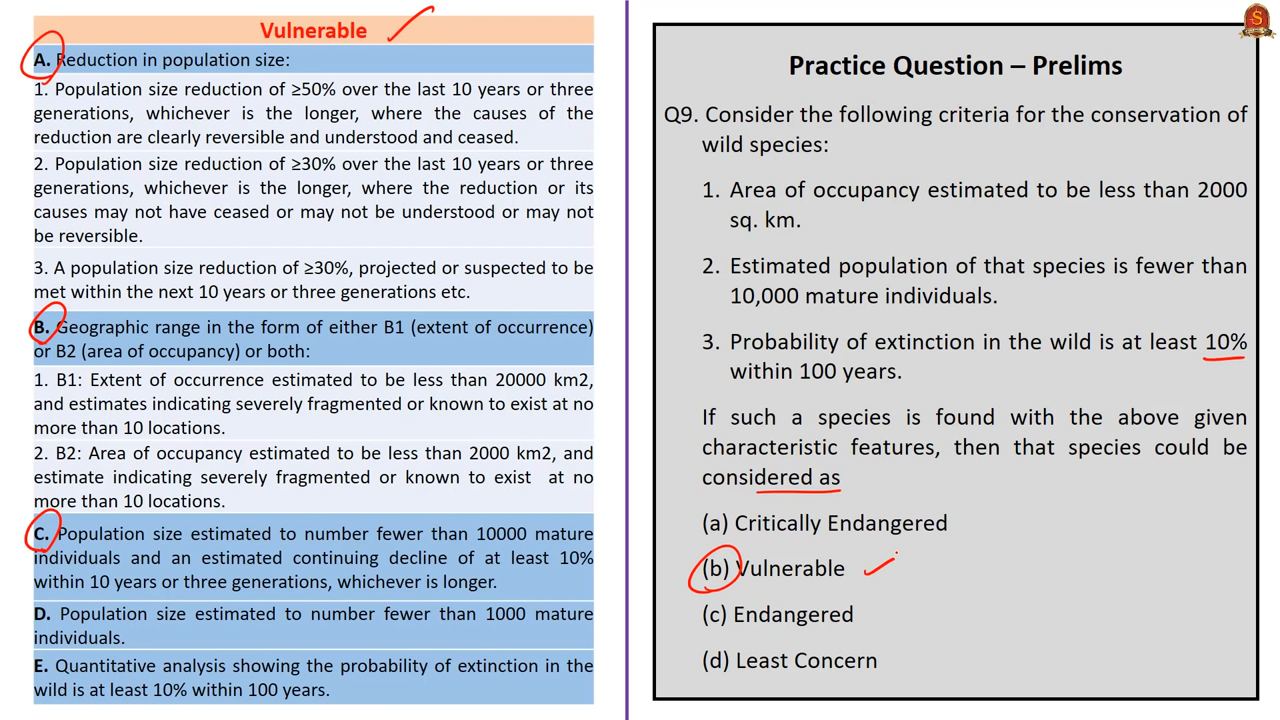 Vulnerable
A. Reduction in population size:
1. Population size reduction of ≥50% over the last 10 years or three
generations, whichever is the longer, where the causes of the
reduction are clearly reversible and understood and ceased.
2. Population size reduction of ≥30% over the last 10 years or three
generations, whichever is the longer, where the reduction or its
causes may not have ceased or may not be understood or may not
be reversible.
3. A population size reduction of ≥30%, projected or suspected to be
met within the next 10 years or three generations etc.
B. Geographic range in the form of either B1 (extent of occurrence)
or B2 (area of occupancy) or both:
1. B1: Extent of occurrence estimated to be less than 20000 km2,
and estimates indicating severely fragmented or known to exist at no
more than 10 locations.
2. B2: Area of occupancy estimated to be less than 2000 km2, and
estimate indicating severely fragmented or known to exist at no
more than 10 locations.
C. Population size estimated to number fewer than 10000 mature
individuals and an estimated continuing decline of at least 10%
within 10 years or three generations, whichever is longer.
D. Population size estimated to number fewer than 1000 mature
individuals.
E. Quantitative analysis showing the probability of extinction in the
wild is at least 10% within 100 years.
S
Practice Question – Prelims
Q9. Consider the following criteria for the conservation of
wild species:
1. Area of occupancy estimated to be less than 2000
sq. km.
2. Estimated population of that species is fewer than
10,000 mature individuals.
3. Probability of extinction in the wild is at least 10%
within 100 years.
If such a species is found with the above given
characteristic features, then that species could be
considered as
(a) Critically Endangered
(b) Vulnerable
(c) Endangered
(d) Least Concern